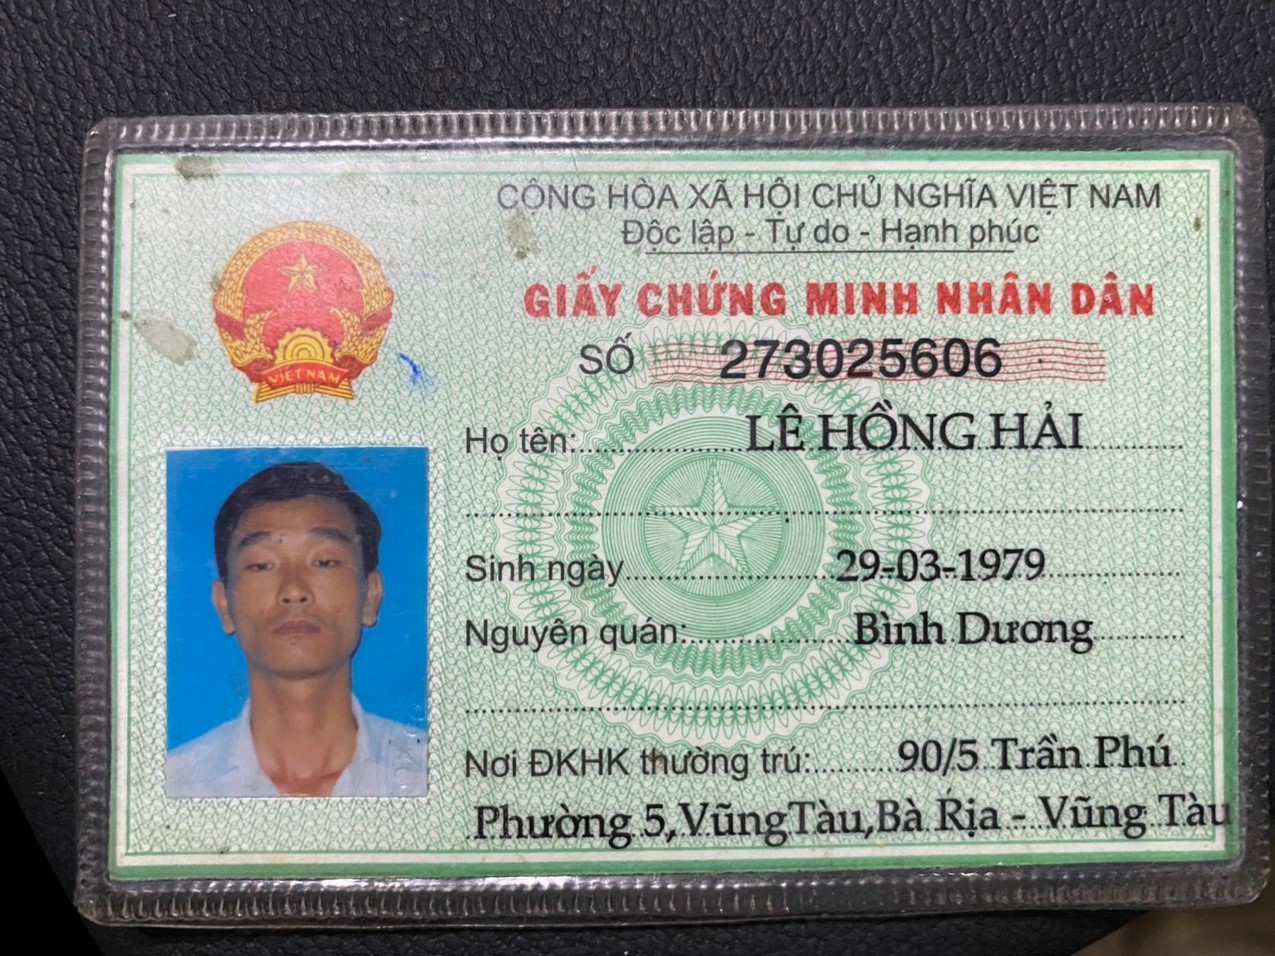 CỘNG HÒA XÃ HỘI CHỦ NGHĨA VIỆT NAM
Độc lập - Tự do - Hạnh phúc
GIẤY CHỨNG MINH NHÂN DÂN
SỐ 273025606
VIỆT NAM
Họ tên: LÊ HỒNG HẢI
Sinh ngày 29-03-1979
Nguyên quán: Bình Dương
Nơi ĐKHK thường trú: 90/5 Trần Phú
Phường 5,VũngTàu,Bà Rịa - Vũng Tàu